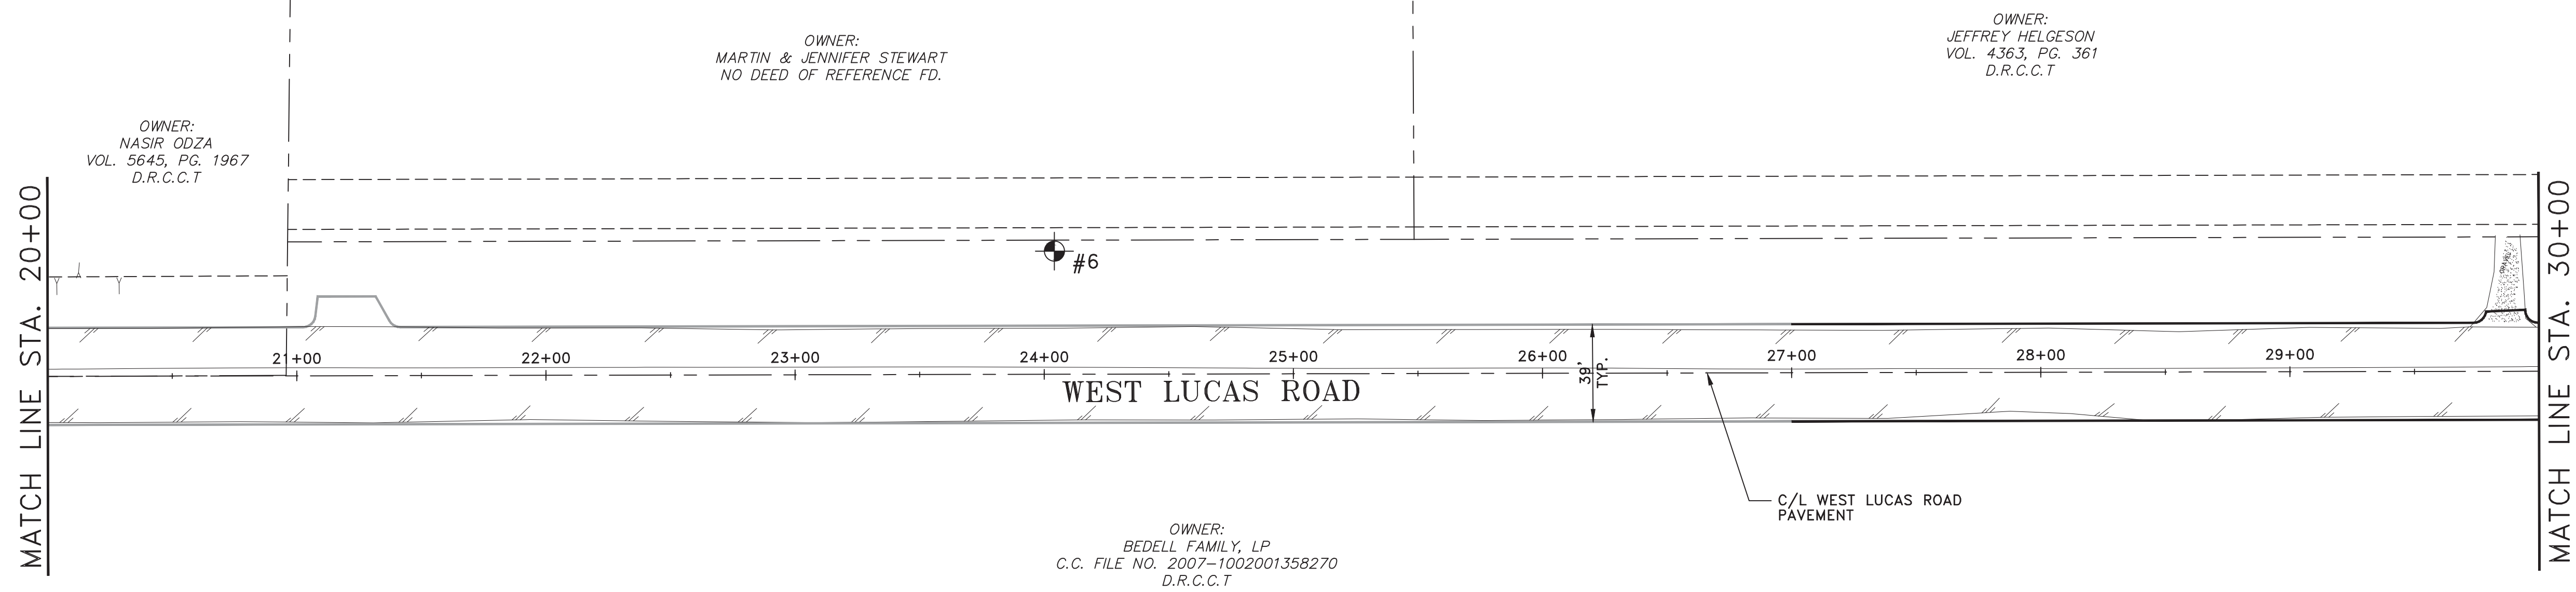 OWNER:
JEFFREY HELGESON
VOL. 4363, PG. 361
D.R.C.C.T
OWNER:
MARTIN & JENNIFER STEWART
NO DEED OF REFERENCE FD.
OWNER:
NASIR ODZA
VOL. 5645, PG. 1967
D.R.C.C.T
MATCH LINE STA. 20+00
MATCH LINE STA. 30+00
#6
GRAVEL
21+00
22+00
23+00
24+00
25+00
26+00
27+00
28+00
29+00
39'
TYP.
WEST LUCAS ROAD
C/L WEST LUCAS ROAD
PAVEMENT
OWNER:
BEDELL FAMILY, LP
C.C. FILE NO. 2007-1002001358270
D.R.C.C.T